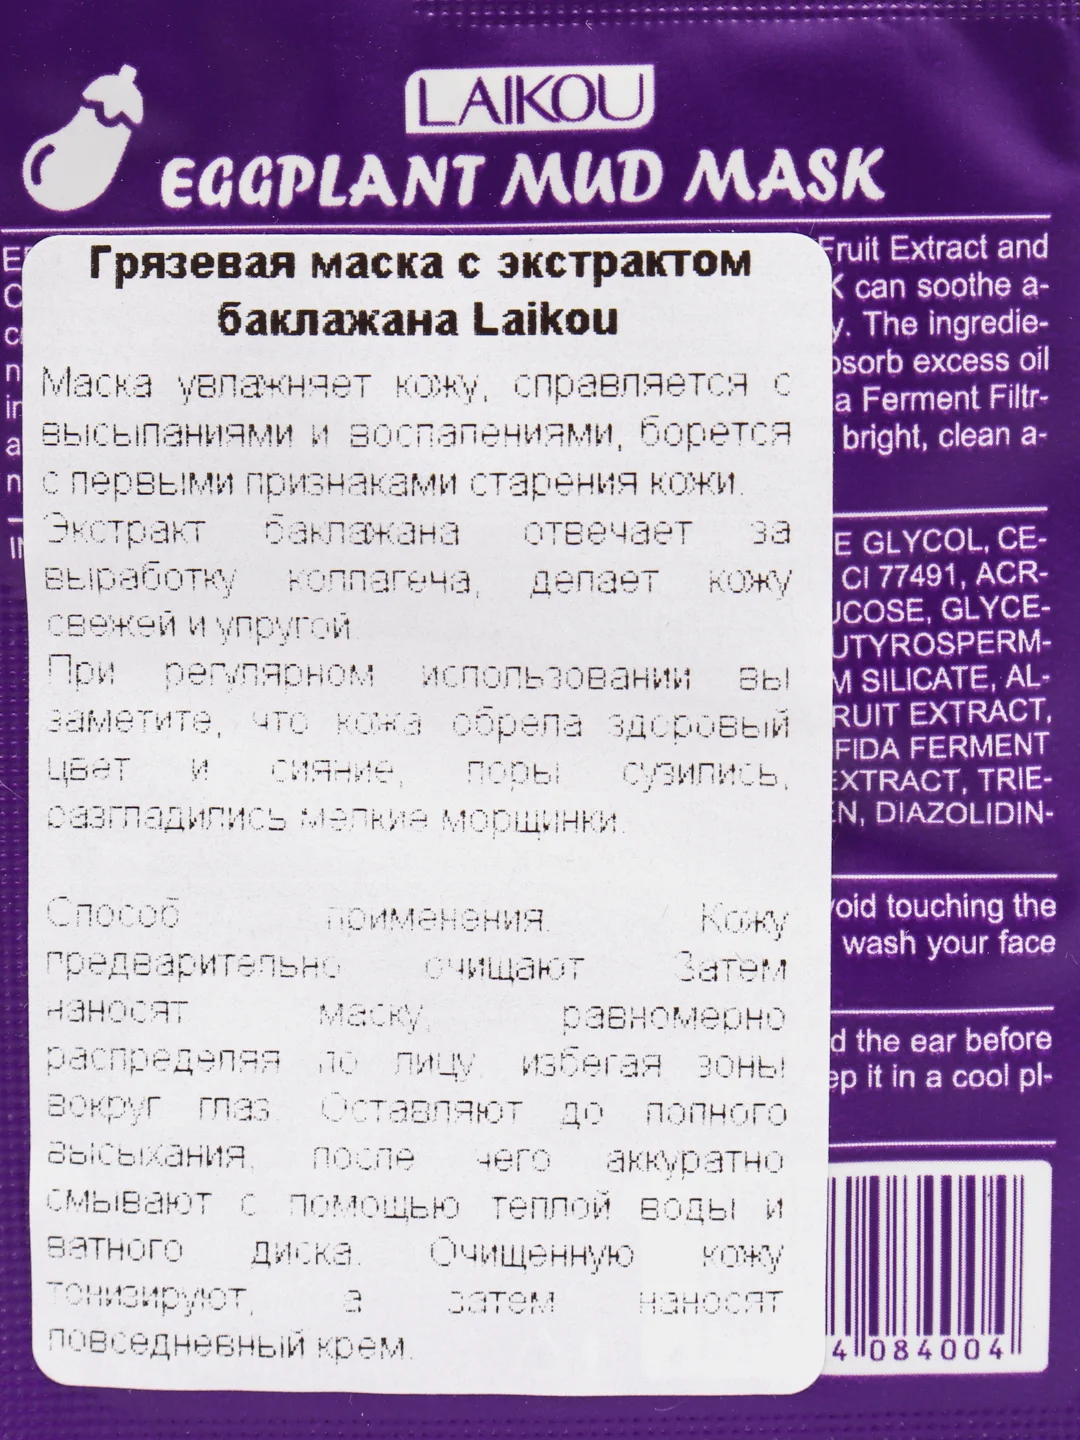 LAIKOU
EGGPLANT MUD MASK
Fruit Extract and
can soothe a-
The ingredie-
excess oil
a Ferment Filtr-
bright, clean a-
E GLYCOL, CE-
CI 77491, ACR-
UCOSE, GLYCE-
UTYROSPERM-
M SILICATE, AL-
RUIT EXTRACT,
FIDA FERMENT
EXTRACT, TRIE-
EN, DIAZOLIDIN-
void touching the
wash your face
d the ear before
ep it in a cool pl-
4 084004
Грязевая маска с экстрактом
баклажана Laikou
Маска увлажняет кожу, справляется с
высыпаниями и воспалениями, борется
с первыми признаками старения кожи.
Экстракт баклажана отвечает за
выработку коллагена, делает кожу
свежей и упругой.
При регулярном использовании вы
заметите, что кожа обрела здоровый
цвет и сияние, поры сузились,
разгладились мелкие морщинки.
Способ применения. Кожу
предварительно очищают. Затем
наносят маску, равномерно
распределяя по лицу, избегая зоны
вокруг глаз. Оставляют до полного
высыхания, после чего аккуратно
смывают с помощью теплой воды и
ватного диска. Очищенную кожу
тонизируют, а затем наносят
повседневный крем.